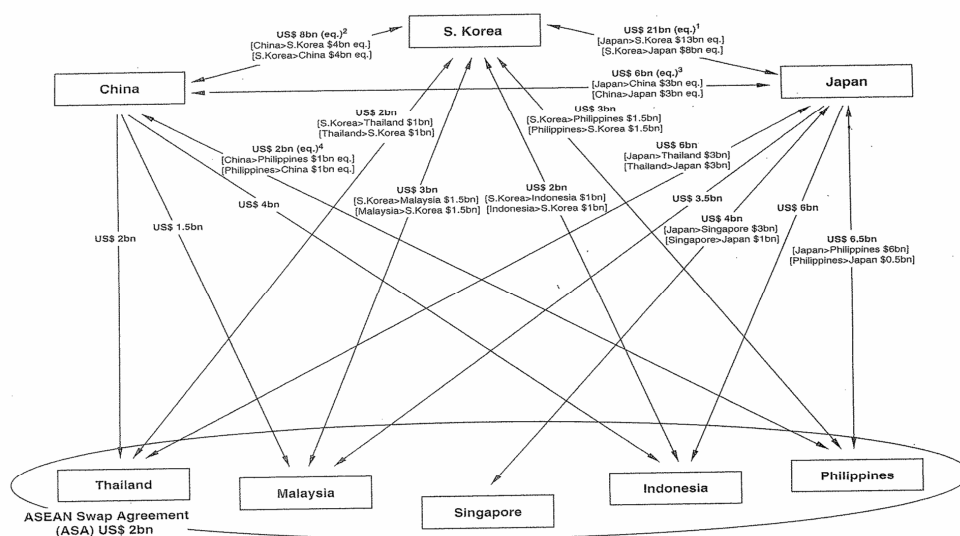 US$ 8bn (eq.)2
[China>S.Korea $4bn eq.]
[S.Korea>China $4bn eq.]
S. Korea
US$ 21bn (eq.)1
[Japan>S.Korea $13bn eq.]
[S.Korea>Japan $8bn eq.]
China
US$ 6bn (eq.)3
[Japan>China $3bn eq.]
[China>Japan $3bn eq.]
Japan
US$ 2bn
[S.Korea>Thailand $1bn]
[Thailand>S.Korea $1bn]
US$ 3bn
[S.Korea>Philippines $1.5bn]
[Philippines>S.Korea $1.5bn]
US$ 2bn (eq.)4
[China>Philippines $1bn eq.]
[Philippines>China $1bn eq.]
US$ 6bn
[Japan>Thailand $3bn]
[Thailand>Japan $3bn]
US$ 3bn
[S.Korea>Malaysia $1.5bn]
[Malaysia>S.Korea $1.5bn]
US$ 2bn
[S.Korea>Indonesia $1bn]
[Indonesia>S.Korea $1bn]
US$ 3.5bn
US$ 4bn
US$ 4bn
[Japan>Singapore $3bn]
[Singapore>Japan $1bn]
US$ 6bn
US$ 2bn
US$ 1.5bn
US$ 6.5bn
[Japan>Philippines $6bn]
[Philippines>Japan $0.5bn]
Thailand
Malaysia
Singapore
Indonesia
Philippines
ASEAN Swap Agreement
(ASA) US$ 2bn